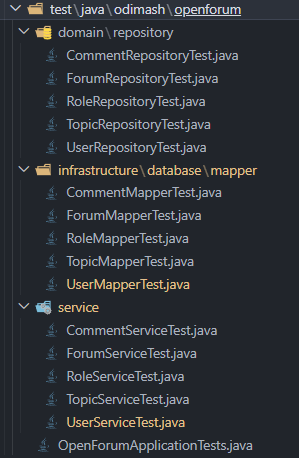 test\java\odimash\openforum
domain\repository
CommentRepositoryTest.java
ForumRepositoryTest.java
RoleRepositoryTest.java
TopicRepositoryTest.java
UserRepositoryTest.java
infrastructure\database\mapper
CommentMapperTest.java
ForumMapperTest.java
RoleMapperTest.java
TopicMapperTest.java
UserMapperTest.java
service
CommentServiceTest.java
ForumServiceTest.java
RoleServiceTest.java
TopicServiceTest.java
UserServiceTest.java
OpenForumApplicationTests.java